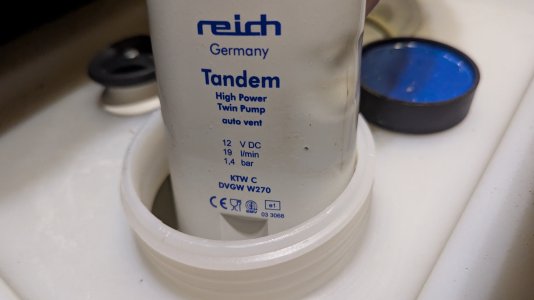 reich
Germany
Tandem
High Power
Twin Pump
auto vent
12 V DC
19 l/min
1,4 bar
KTW C
DVGW W270
CE e1
03 3068